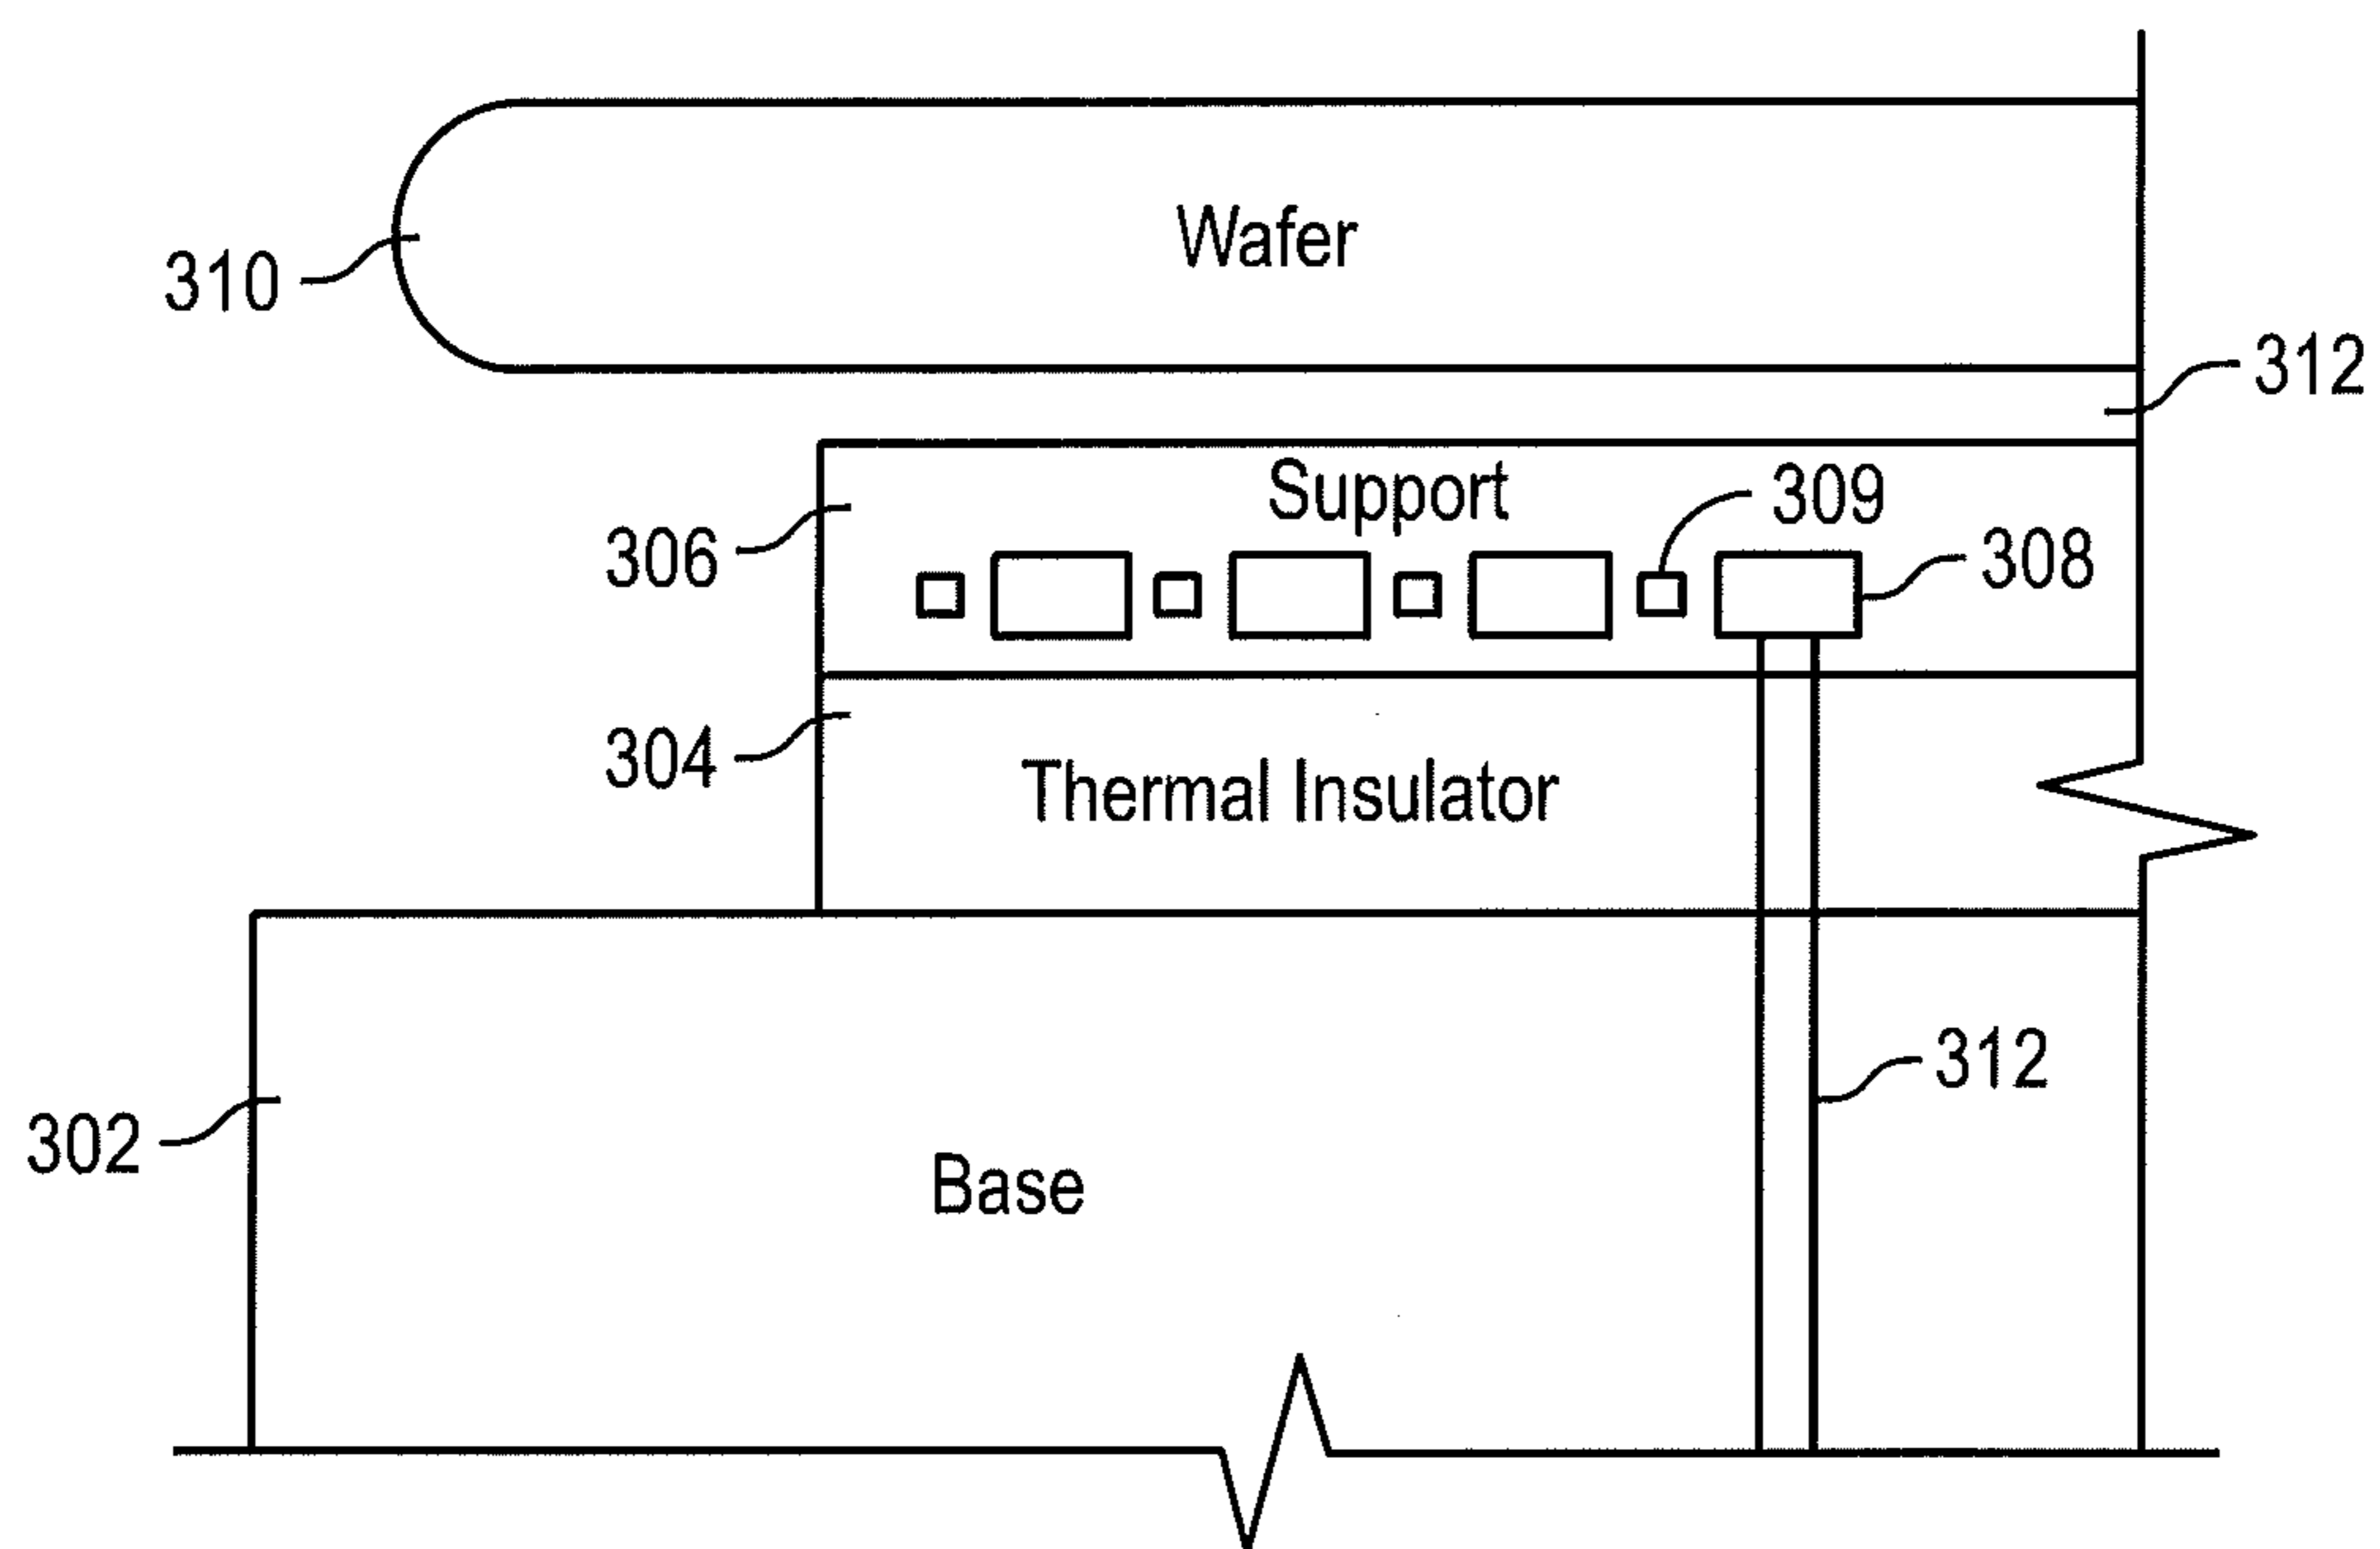 Wafer
310
312
Support
309
306
308
304
Thermal Insulator
312
302
Base